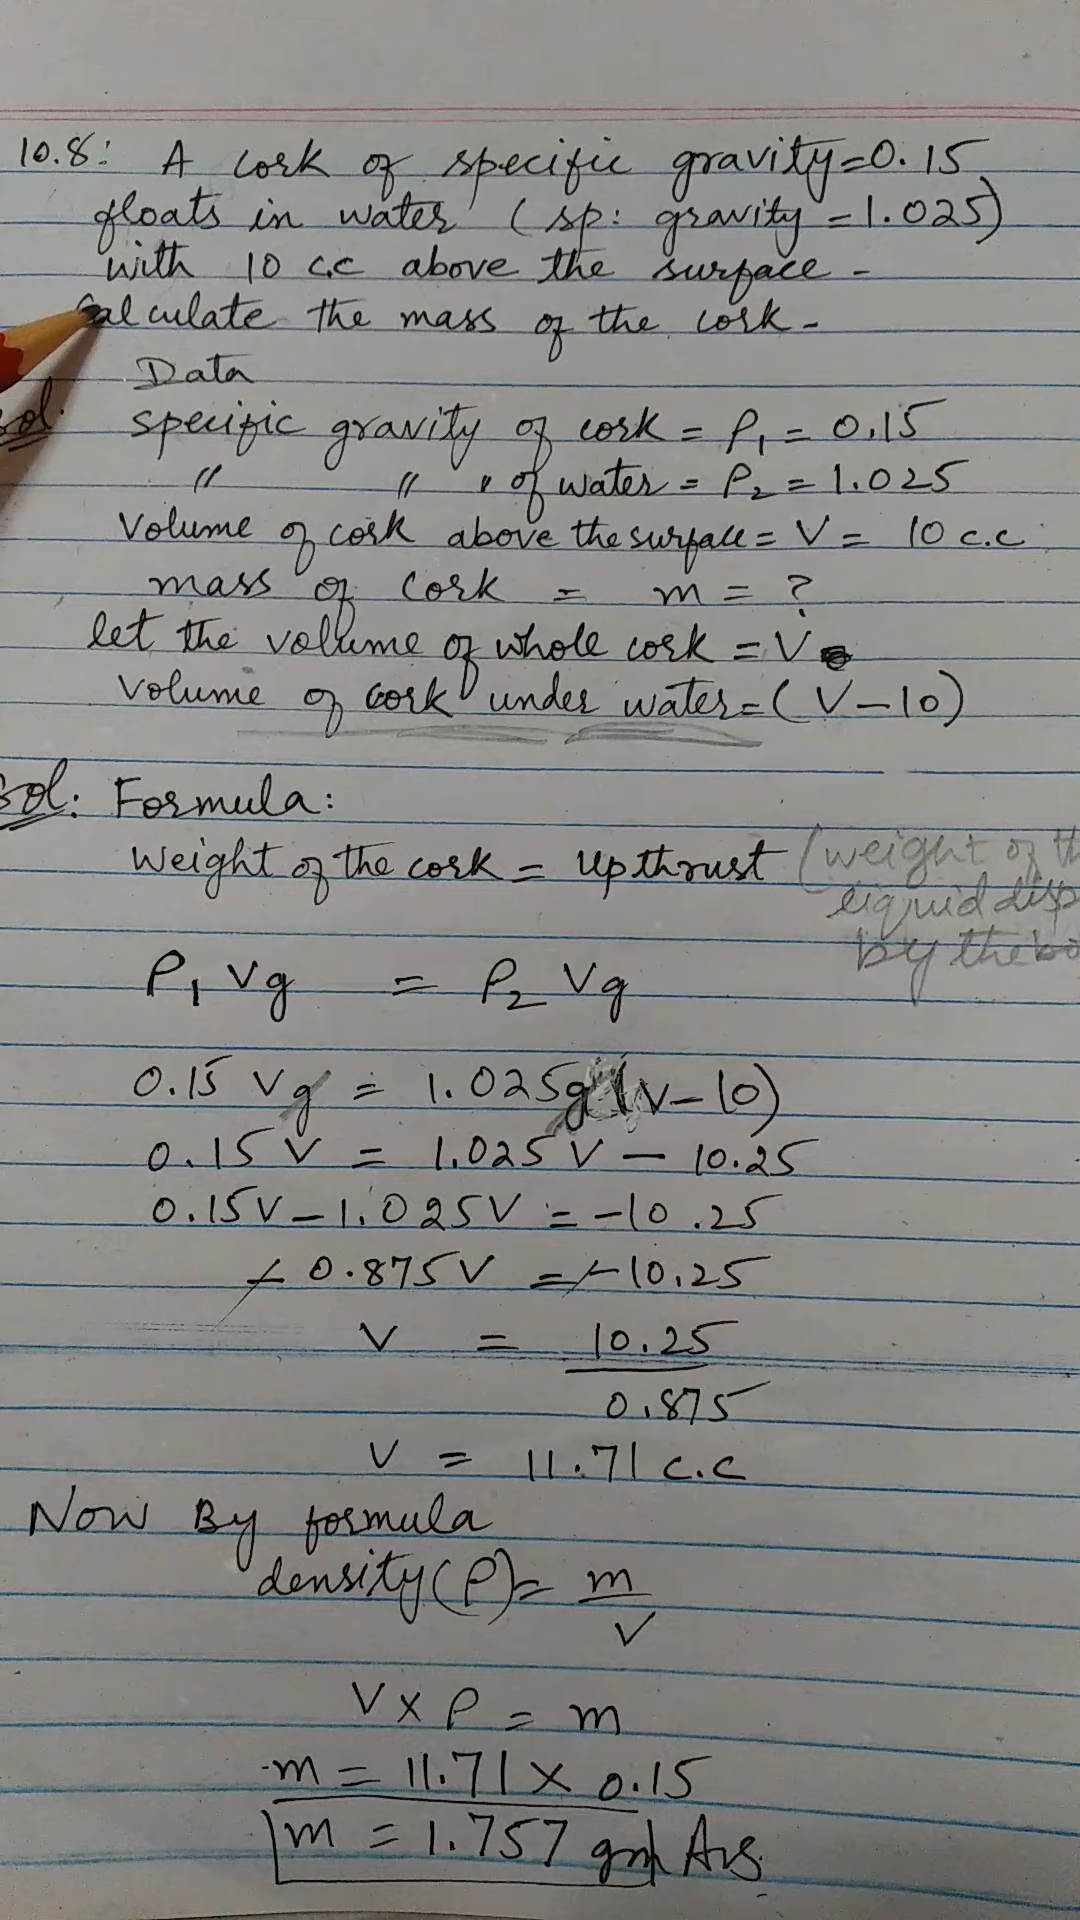 10.8: A cork of specific gravity=0.15
floats in water (sp: gravity =1.025)
with 10 c.c above the surface -
Calculate the mass of the cork -
Data
Sol. specific gravity of cork = ρ₁ = 0.15
" " " of water = ρ₂ = 1.025
Volume of cork above the surface = V = 10 c.c
mass of cork = m = ?
let the volume of whole cork = V
Volume of cork under water = (V-10)
Sol. Formula:
Weight of the cork = Upthrust (weight of th
liquid disp
by the bo
ρ₁ Vg = ρ₂ Vg
0.15 Vg = 1.025g (V-10)
0.15 V = 1.025 V - 10.25
0.15V - 1.025V = -10.25
- 0.875V = -10.25
V = 10.25
0.875
V = 11.71 c.c
Now By formula
density(ρ) = m
V
V x ρ = m
m = 11.71 x 0.15
m = 1.757 gm Ans.